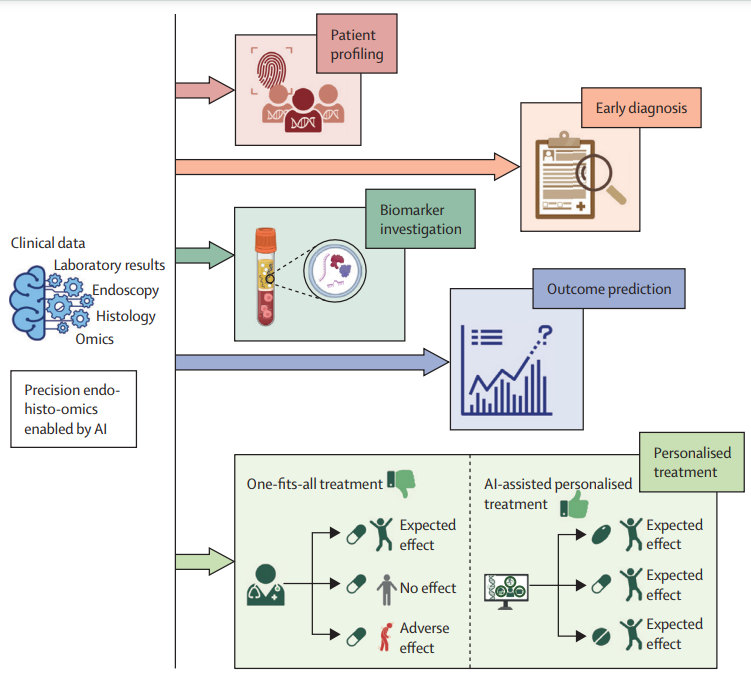 Patient
profiling
Early diagnosis
Biomarker
investigation
Clinical data
Laboratory results
Endoscopy
Histology
Omics
Outcome prediction
Precision endo-
histo-omics
enabled by AI
Personalised
treatment
One-fits-all treatment
Expected
effect
No effect
Adverse
effect
AI-assisted personalised
treatment
Expected
effect
Expected
effect
Expected
effect